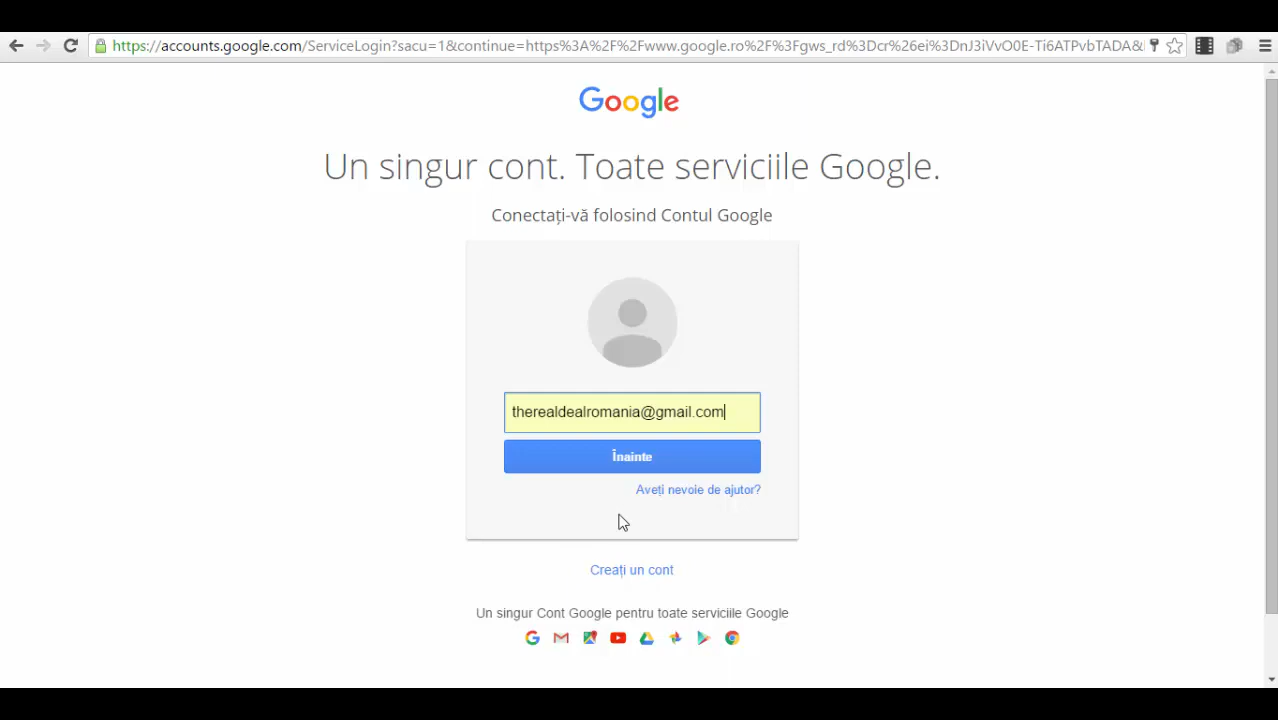 https://accounts.google.com/ServiceLogin?sacu=1&continue=https%3A%2F%2Fwww.google.ro%2F%3Fgws_rd%3Dcr%26ei%3DnJ3iVvO0E-Ti6ATPvbTADA&
Google
Un singur cont. Toate serviciile Google.
Conectați-vă folosind Contul Google
therealdealromania@gmail.com
Înainte
Aveți nevoie de ajutor?
Creați un cont
Un singur Cont Google pentru toate serviciile Google